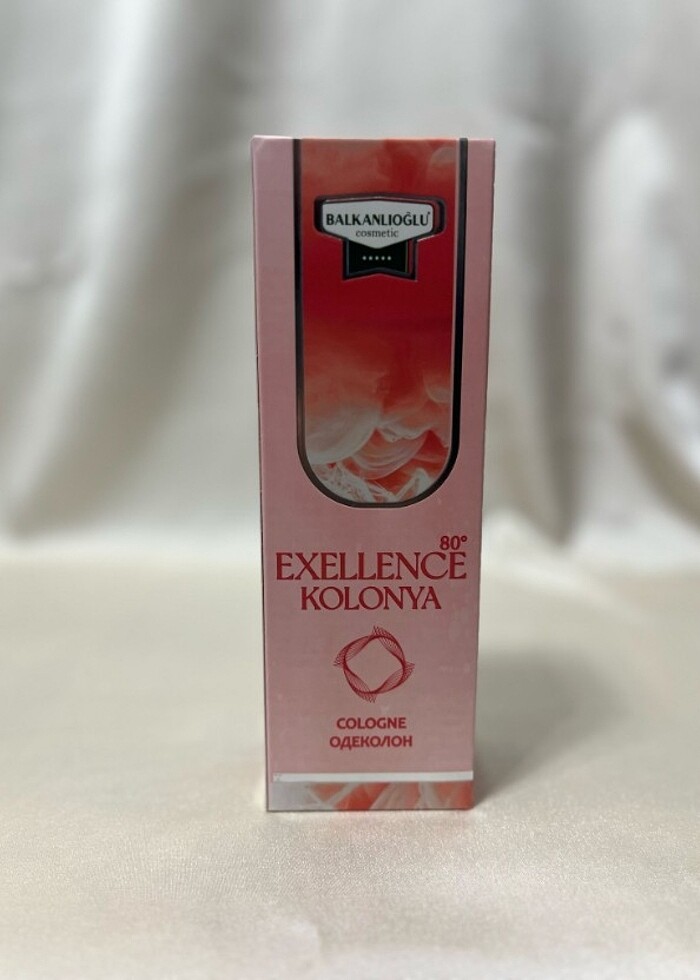 BALKANLIOĞLU
cosmetic
80°
EXELLENCE
KOLONYA
COLOGNE
ОДЕКОЛОН